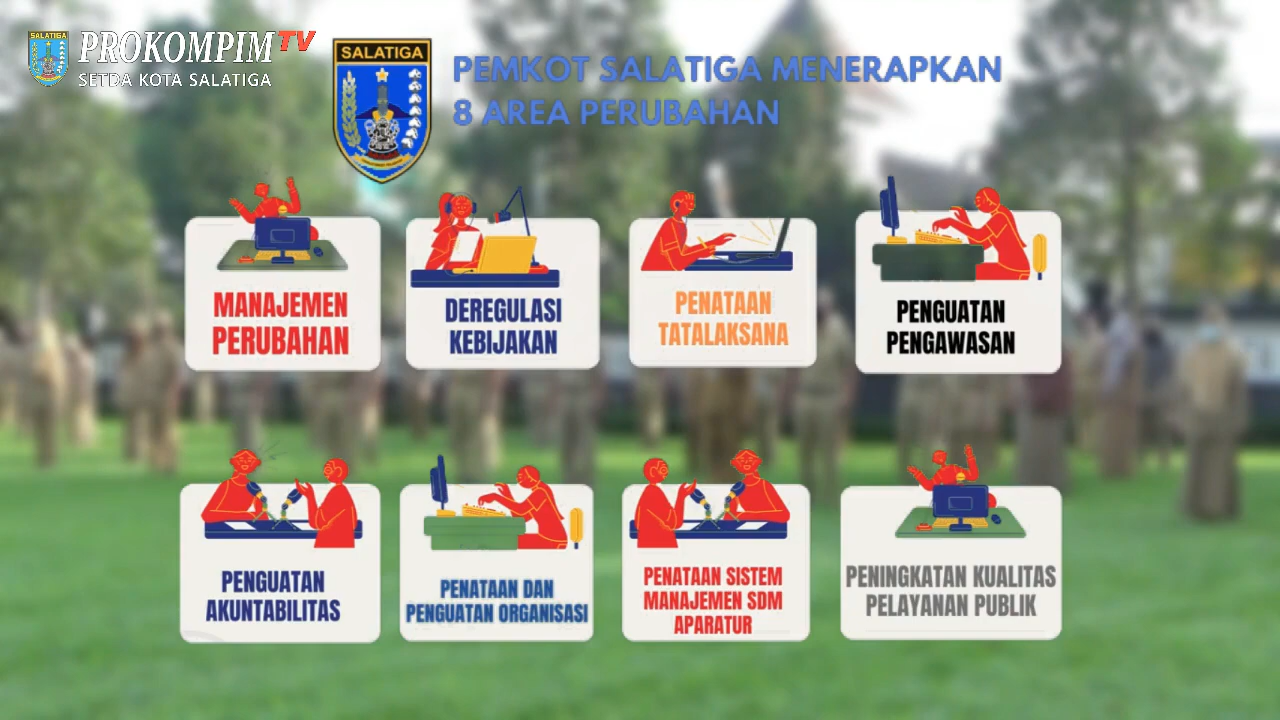 PROKOMPIM TV
SETDA KOTA SALATIGA
SALATIGA
SALATIGA
PEMKOT SALATIGA MENERAPKAN
8 AREA PERUBAHAN
MANAJEMEN
PERUBAHAN
DEREGULASI
KEBIJAKAN
PENATAAN
TATALAKSANA
PENGUATAN
PENGAWASAN
PENGUATAN
AKUNTABILITAS
PENATAAN DAN
PENGUATAN ORGANISASI
PENATAAN SISTEM
MANAJEMEN SDM
APARATUR
PENINGKATAN KUALITAS
PELAYANAN PUBLIK